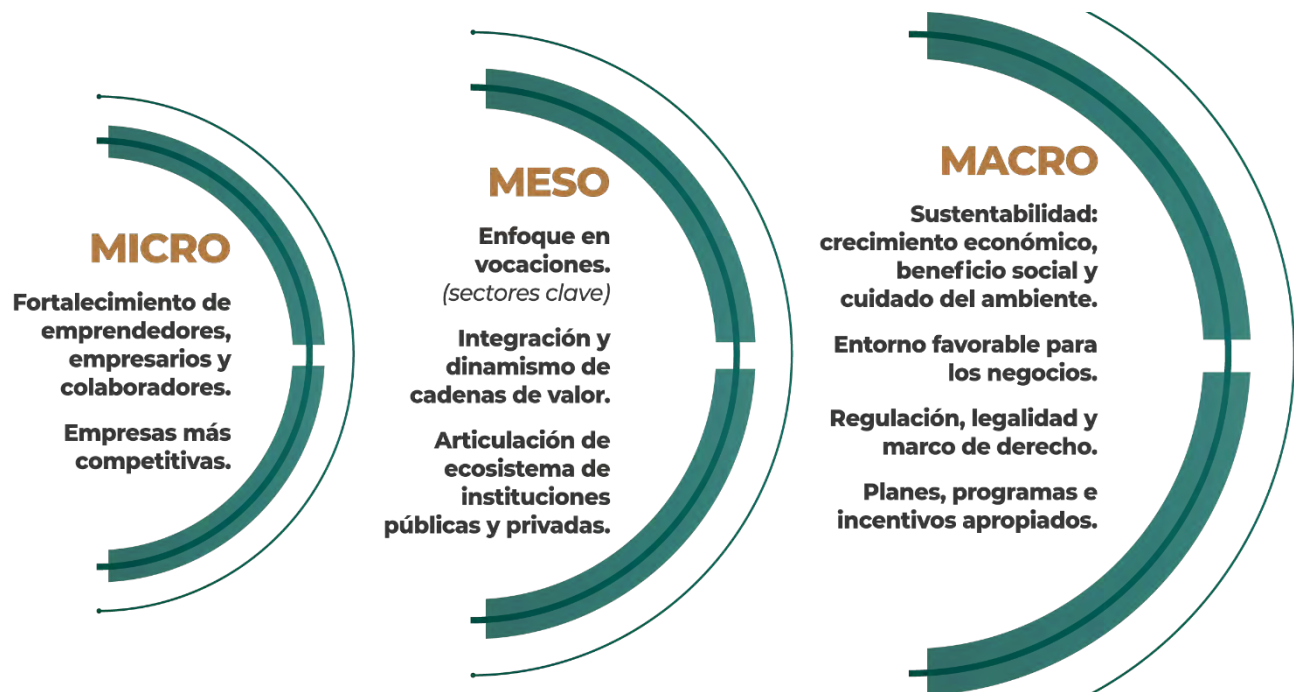 MICRO
Fortalecimiento de
emprendedores,
empresarios y
colaboradores.
Empresas más
competitivas.
MESO
Enfoque en
vocaciones.
(sectores clave)
Integración y
dinamismo de
cadenas de valor.
Articulación de
ecosistema de
instituciones
públicas y privadas.
MACRO
Sustentabilidad:
crecimiento económico,
beneficio social y
cuidado del ambiente.
Entorno favorable para
los negocios.
Regulación, legalidad y
marco de derecho.
Planes, programas e
incentivos apropiados.